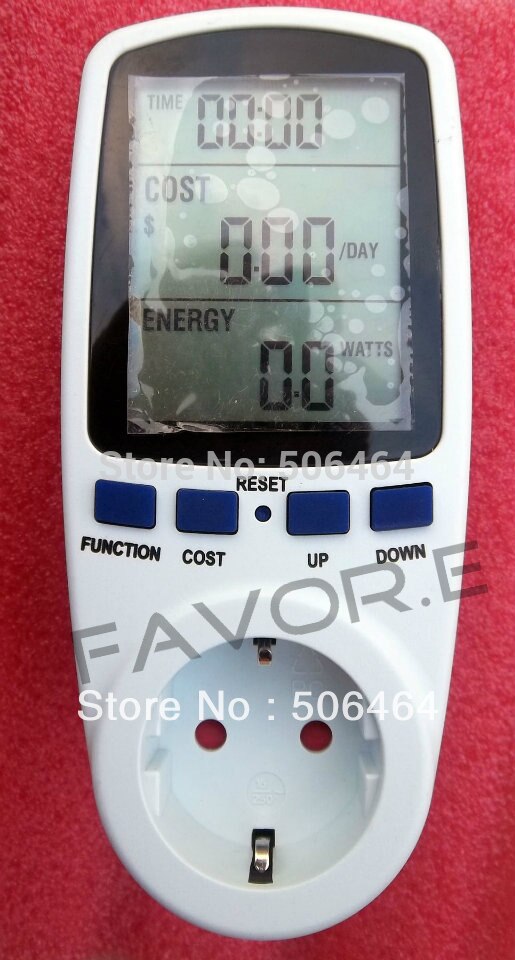 TIME 00:00
COST
$ 0.00 /DAY
ENERGY
0.0 WATTS
Store No: 506464
RESET
FUNCTION COST UP DOWN
FAVOR.E
Store No : 506464